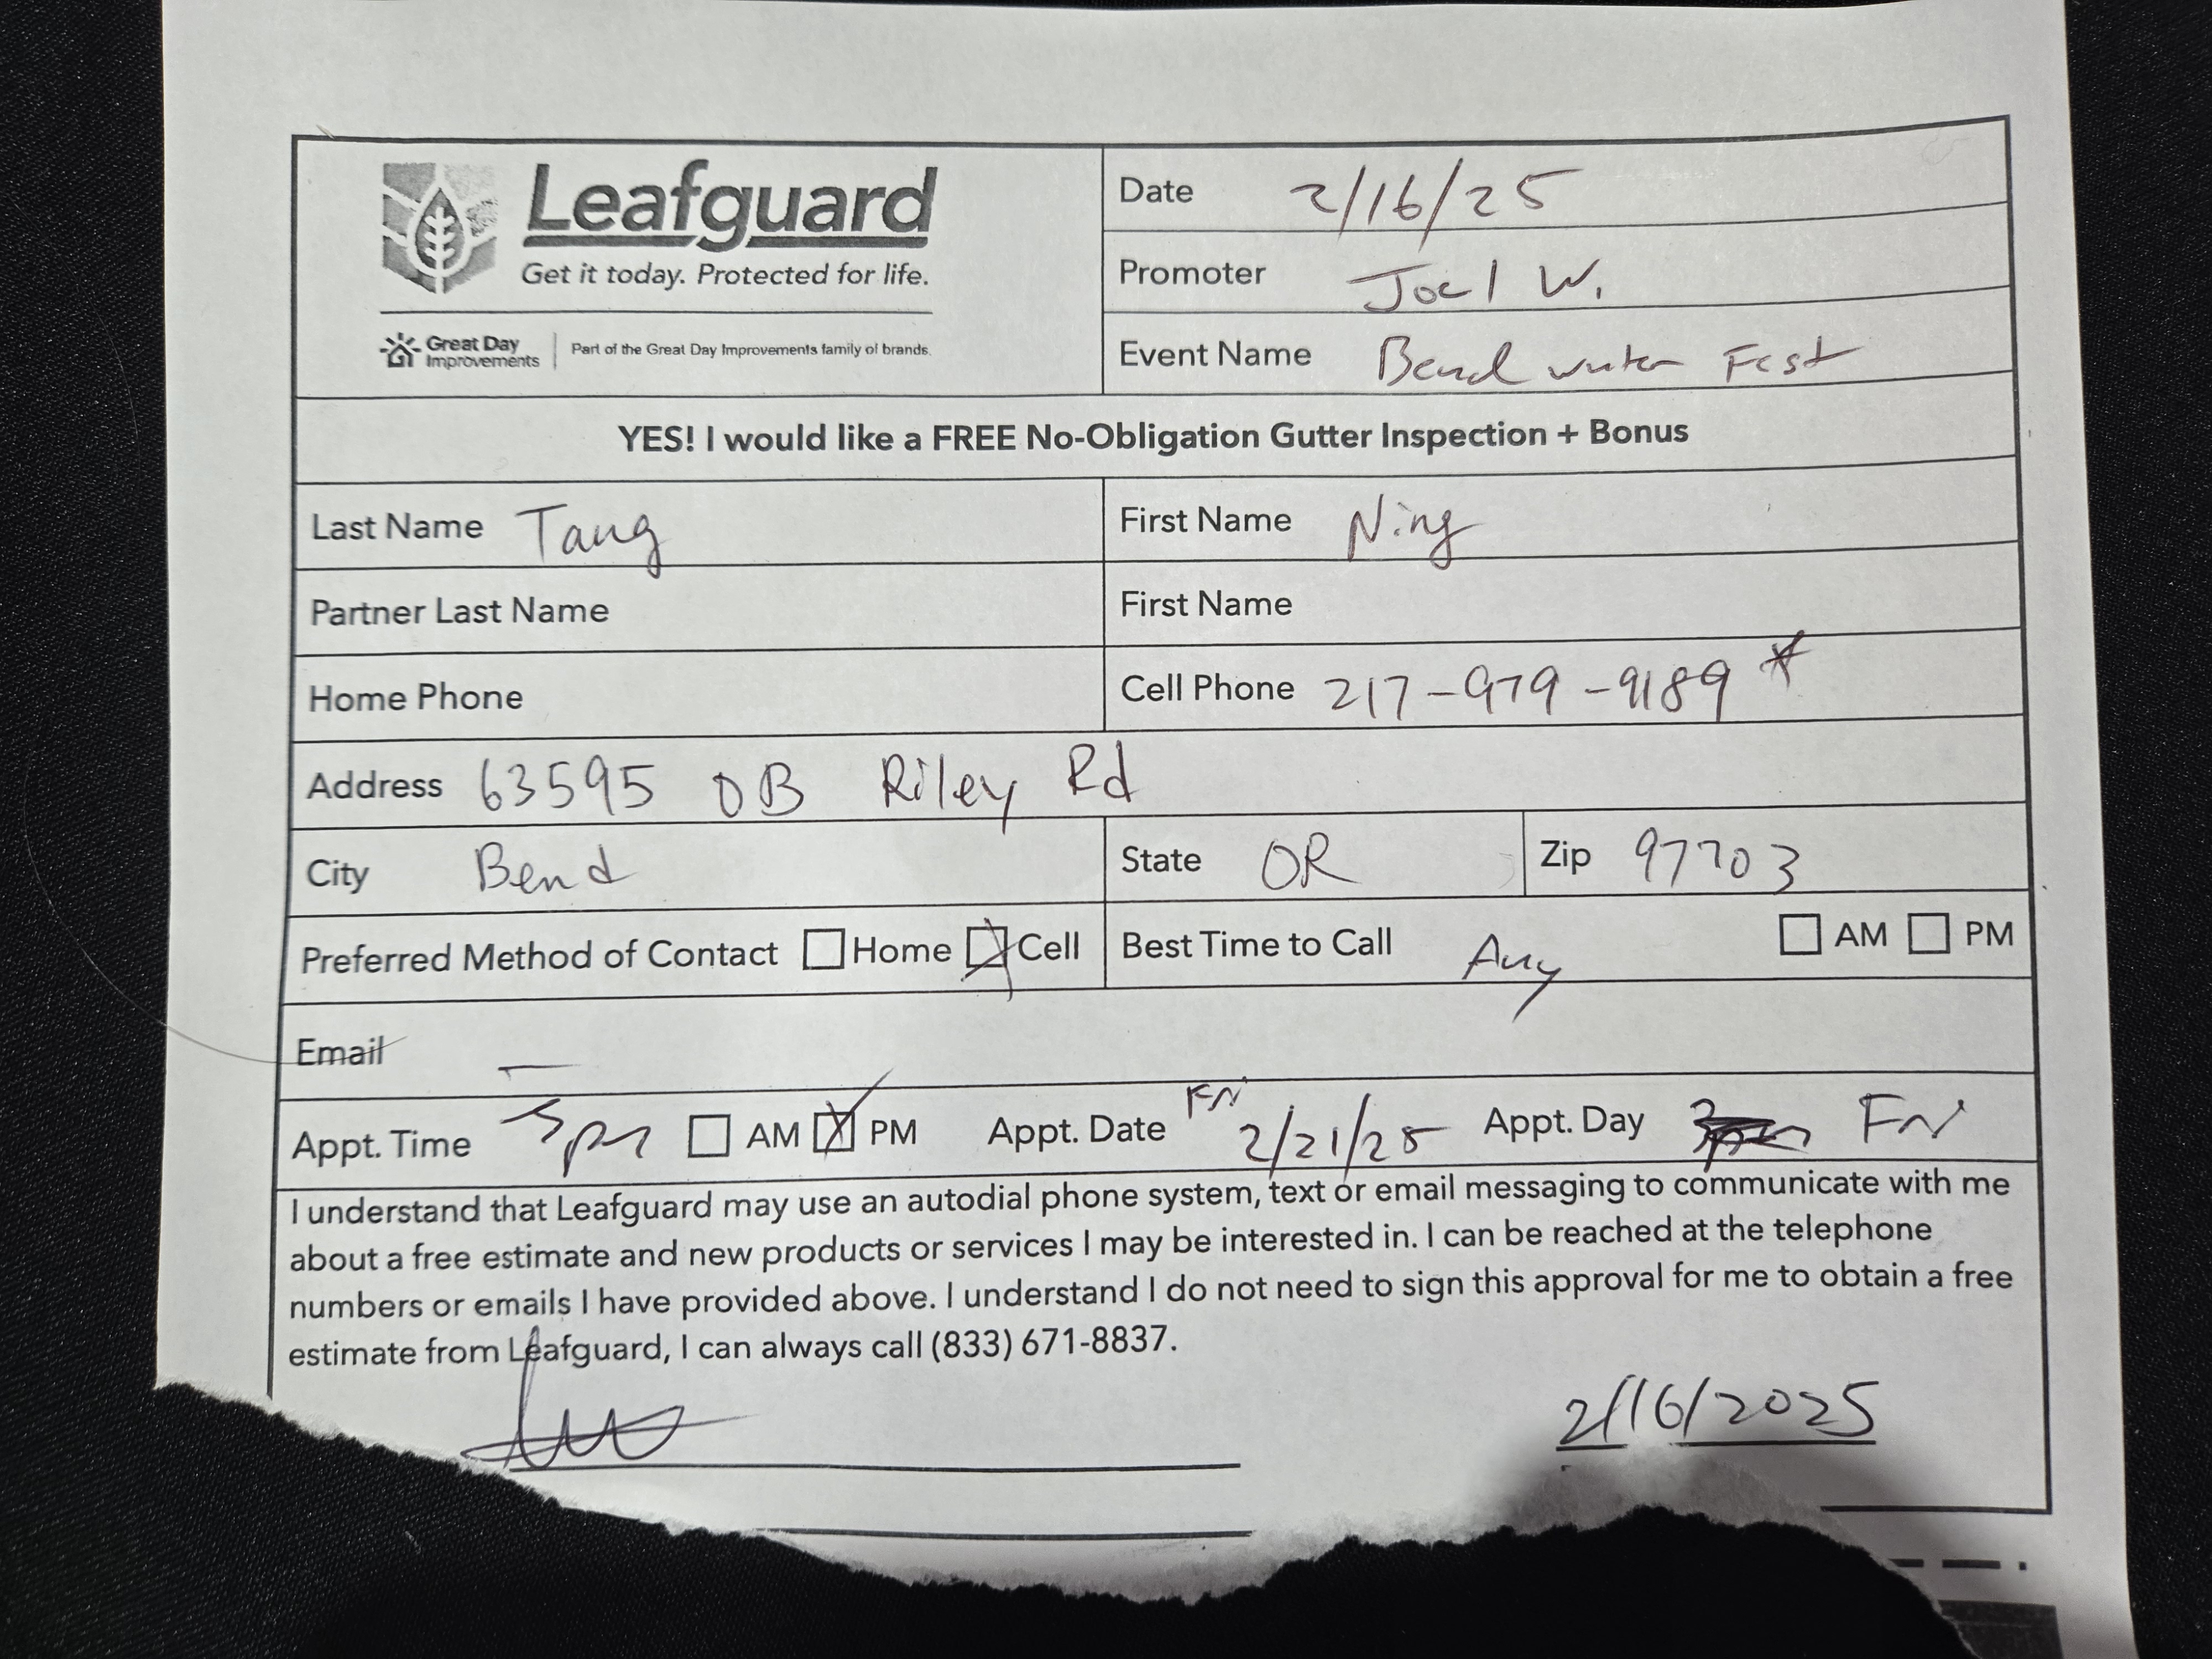 Leafguard
Get it today. Protected for life.
Great Day Improvements | Part of the Great Day Improvements family of brands.
Date 2/16/25
Promoter Joel W.
Event Name Bend winter Fest
YES! I would like a FREE No-Obligation Gutter Inspection + Bonus
Last Name Tang First Name Ning
Partner Last Name First Name
Home Phone Cell Phone 217-979-9189 *
Address 63595 OB Riley Rd
City Bend State OR Zip 97703
Preferred Method of Contact Home Cell Best Time to Call Any AM PM
Email
Appt. Time 3pm AM PM Appt. Date Fri. 2/21/25 Appt. Day Fri
I understand that Leafguard may use an autodial phone system, text or email messaging to communicate with me
about a free estimate and new products or services I may be interested in. I can be reached at the telephone
numbers or emails I have provided above. I understand I do not need to sign this approval for me to obtain a free
estimate from Leafguard, I can always call (833) 671-8837.
2/16/2025